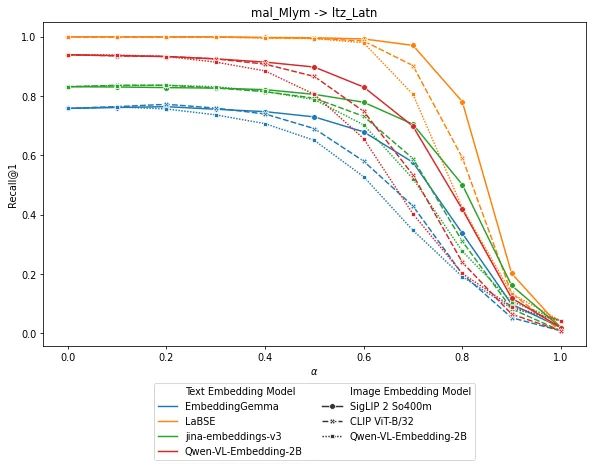 mal_Mlym -> ltz_Latn
Recall@1
1.0
0.8
0.6
0.4
0.2
0.0
0.0
0.2
0.4
0.6
0.8
1.0
α
Text Embedding Model
EmbeddingGemma
LaBSE
jina-embeddings-v3
Qwen-VL-Embedding-2B
Image Embedding Model
SigLIP 2 So400m
CLIP ViT-B/32
Qwen-VL-Embedding-2B